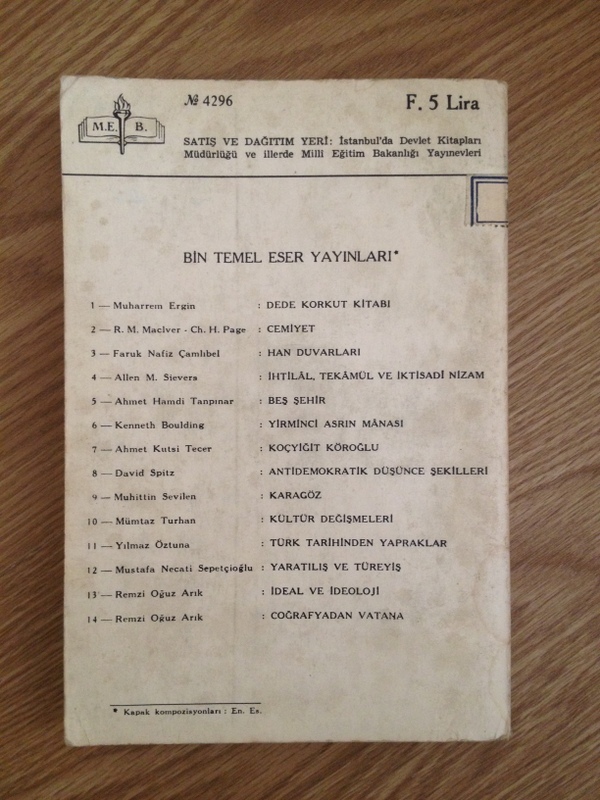 M.E. B.
№ 4296
F. 5 Lira
SATIŞ VE DAĞITIM YERİ: İstanbul'da Devlet Kitapları
Müdürlüğü ve illerde Millî Eğitim Bakanlığı Yayınevleri
BİN TEMEL ESER YAYINLARI*
1 — Muharrem Ergin : DEDE KORKUT KİTABI
2 — R. M. MacIver - Ch. H. Page : CEMİYET
3 — Faruk Nafiz Çamlıbel : HAN DUVARLARI
4 — Allen M. Sievers : İHTİLÂL, TEKÂMÜL VE İKTİSADÎ NİZAM
5 — Ahmet Hamdi Tanpınar : BEŞ ŞEHİR
6 — Kenneth Boulding : YİRMİNCİ ASRIN MÂNASI
7 — Ahmet Kutsi Tecer : KOÇYİĞİT KÖROĞLU
8 — David Spitz : ANTİDEMOKRATİK DÜŞÜNCE ŞEKİLLERİ
9 — Muhittin Sevilen : KARAGÖZ
10 — Mümtaz Turhan : KÜLTÜR DEĞİŞMELERİ
11 — Yılmaz Öztuna : TÜRK TARİHİNDEN YAPRAKLAR
12 — Mustafa Necati Sepetçioğlu : YARATILIŞ VE TÜREYİŞ
13 — Remzi Oğuz Arık : İDEAL VE İDEOLOJİ
14 — Remzi Oğuz Arık : COĞRAFYADAN VATANA
* Kapak kompozisyonları : En. Es.